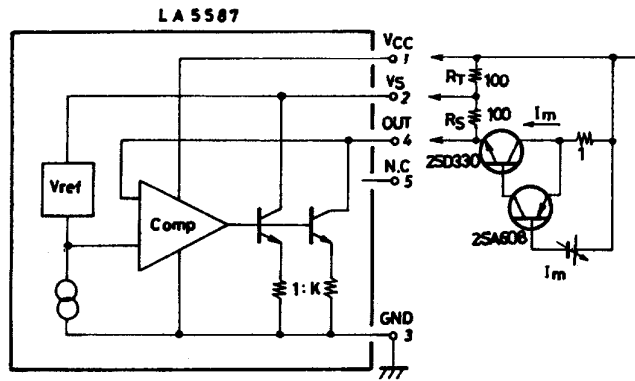 LA5587
VCC
1
VS
2
RT 100
RS 100
OUT
4
Im
N.C
5
2SD330
1
Vref
Comp
2SA608
1:K
Im
GND
3